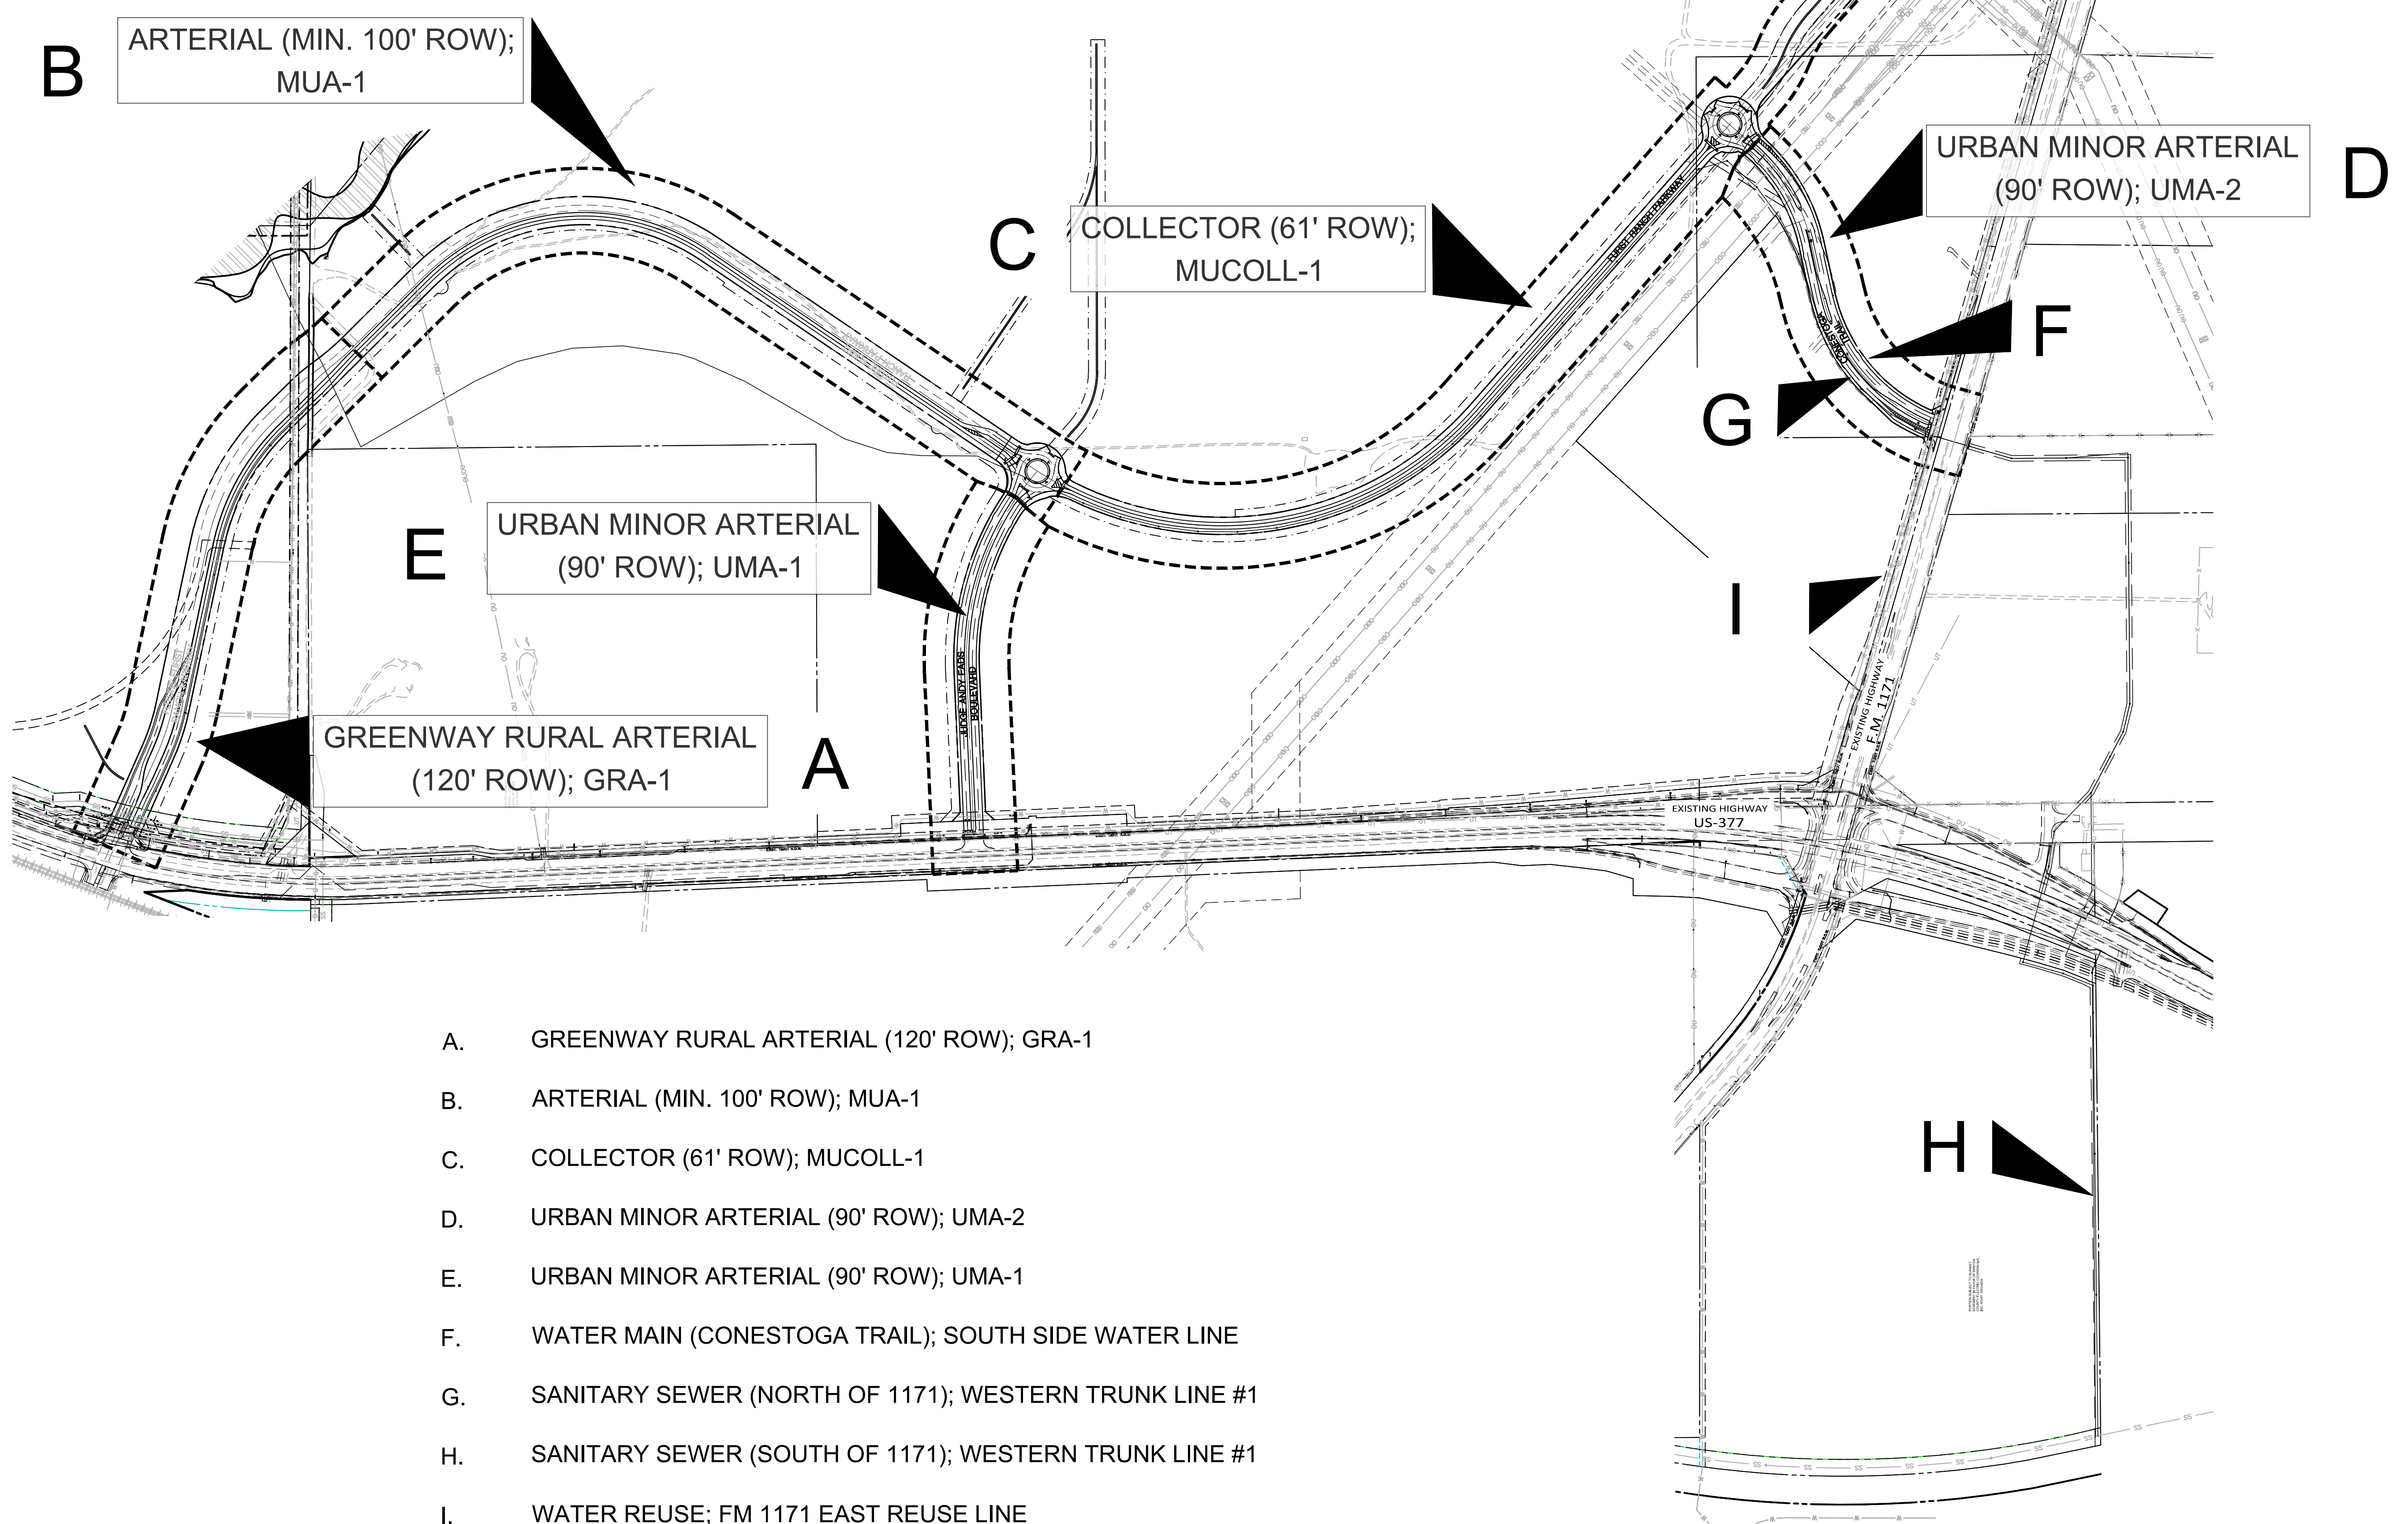 B
ARTERIAL (MIN. 100' ROW);
MUA-1
C
COLLECTOR (61' ROW);
MUCOLL-1
URBAN MINOR ARTERIAL
(90' ROW); UMA-2
D
FURST RANCH PARKWAY
CONESTOGA
TRAIL
F
G
E
URBAN MINOR ARTERIAL
(90' ROW); UMA-1
I
JUDGE ANDY EADS
BOULEVARD
EXISTING HIGHWAY
F.M. 1171
GREENWAY RURAL ARTERIAL
(120' ROW); GRA-1
A
EXISTING HIGHWAY
US-377
H
A. GREENWAY RURAL ARTERIAL (120' ROW); GRA-1
B. ARTERIAL (MIN. 100' ROW); MUA-1
C. COLLECTOR (61' ROW); MUCOLL-1
D. URBAN MINOR ARTERIAL (90' ROW); UMA-2
E. URBAN MINOR ARTERIAL (90' ROW); UMA-1
F. WATER MAIN (CONESTOGA TRAIL); SOUTH SIDE WATER LINE
G. SANITARY SEWER (NORTH OF 1171); WESTERN TRUNK LINE #1
H. SANITARY SEWER (SOUTH OF 1171); WESTERN TRUNK LINE #1
I. WATER REUSE; FM 1171 EAST REUSE LINE